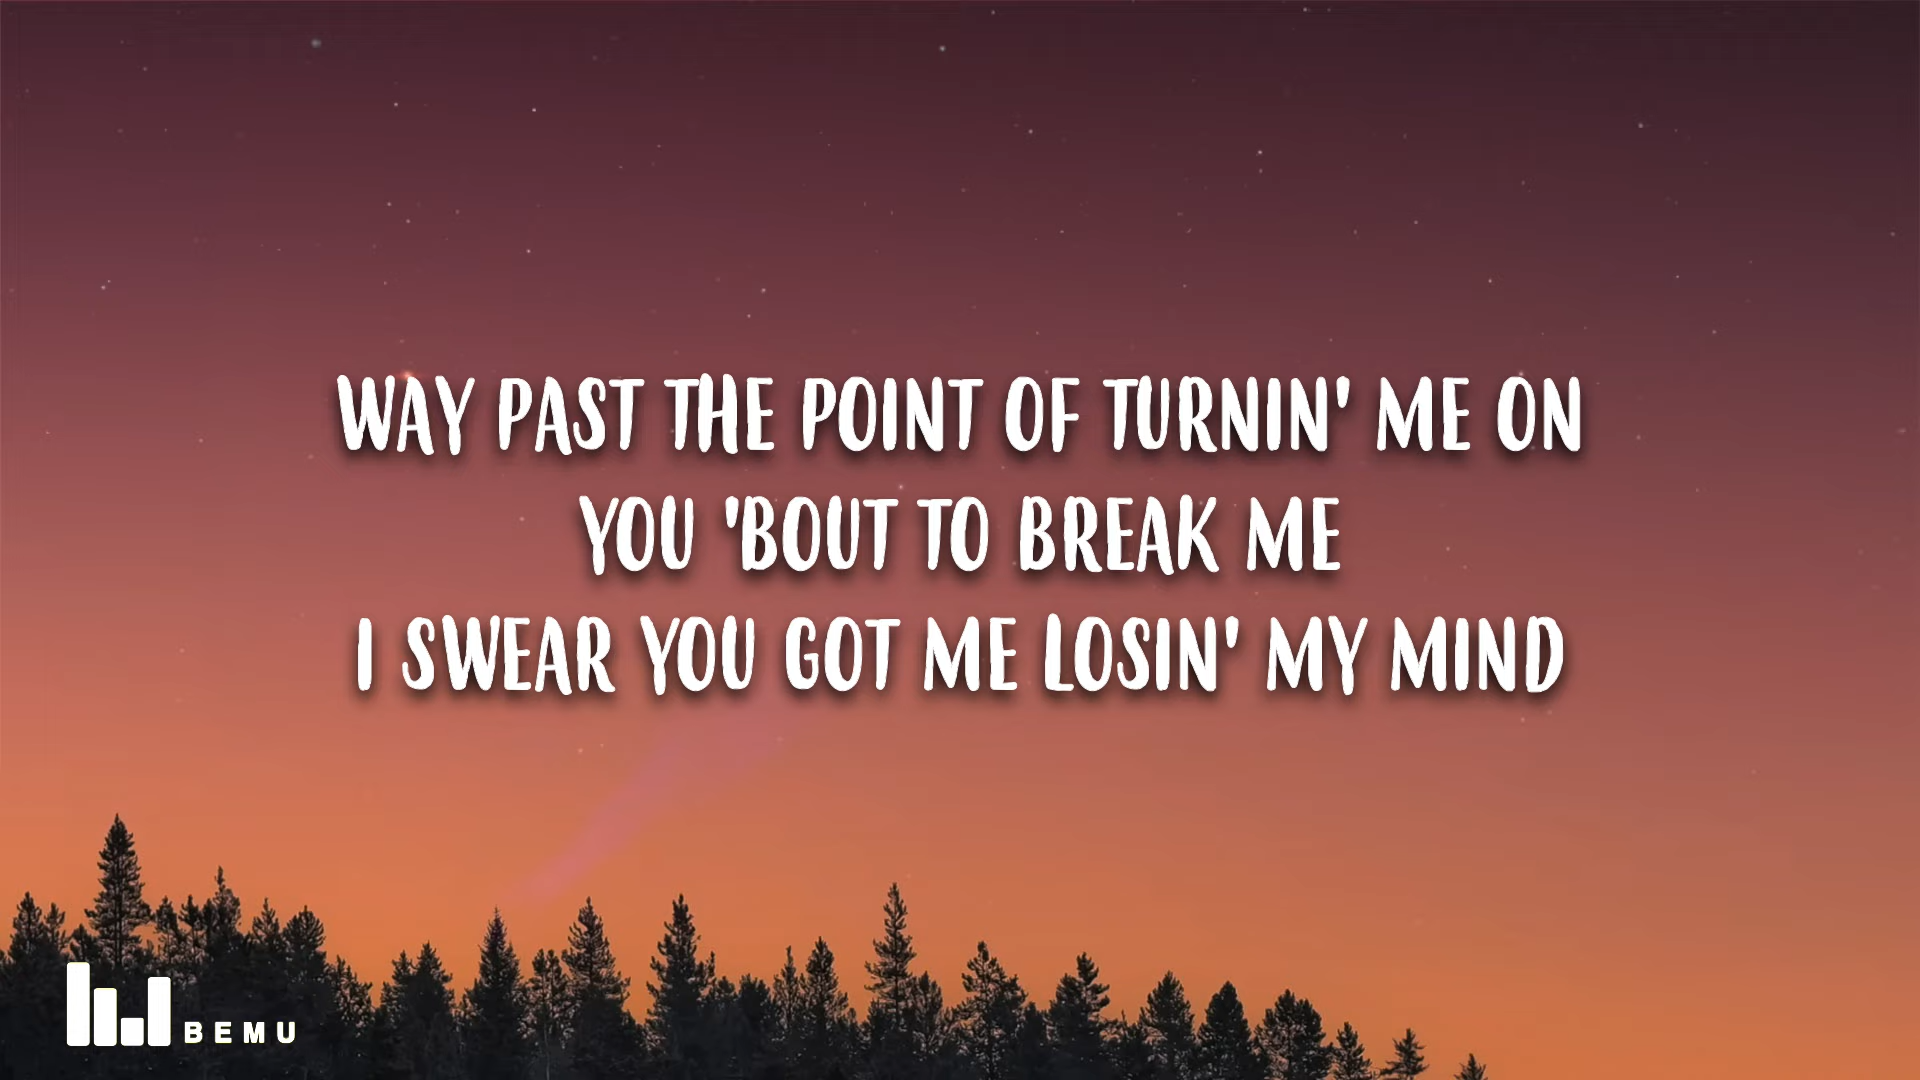 WAY PAST THE POINT OF TURNIN' ME ON
YOU 'BOUT TO BREAK ME
I SWEAR YOU GOT ME LOSIN' MY MIND
BEMU